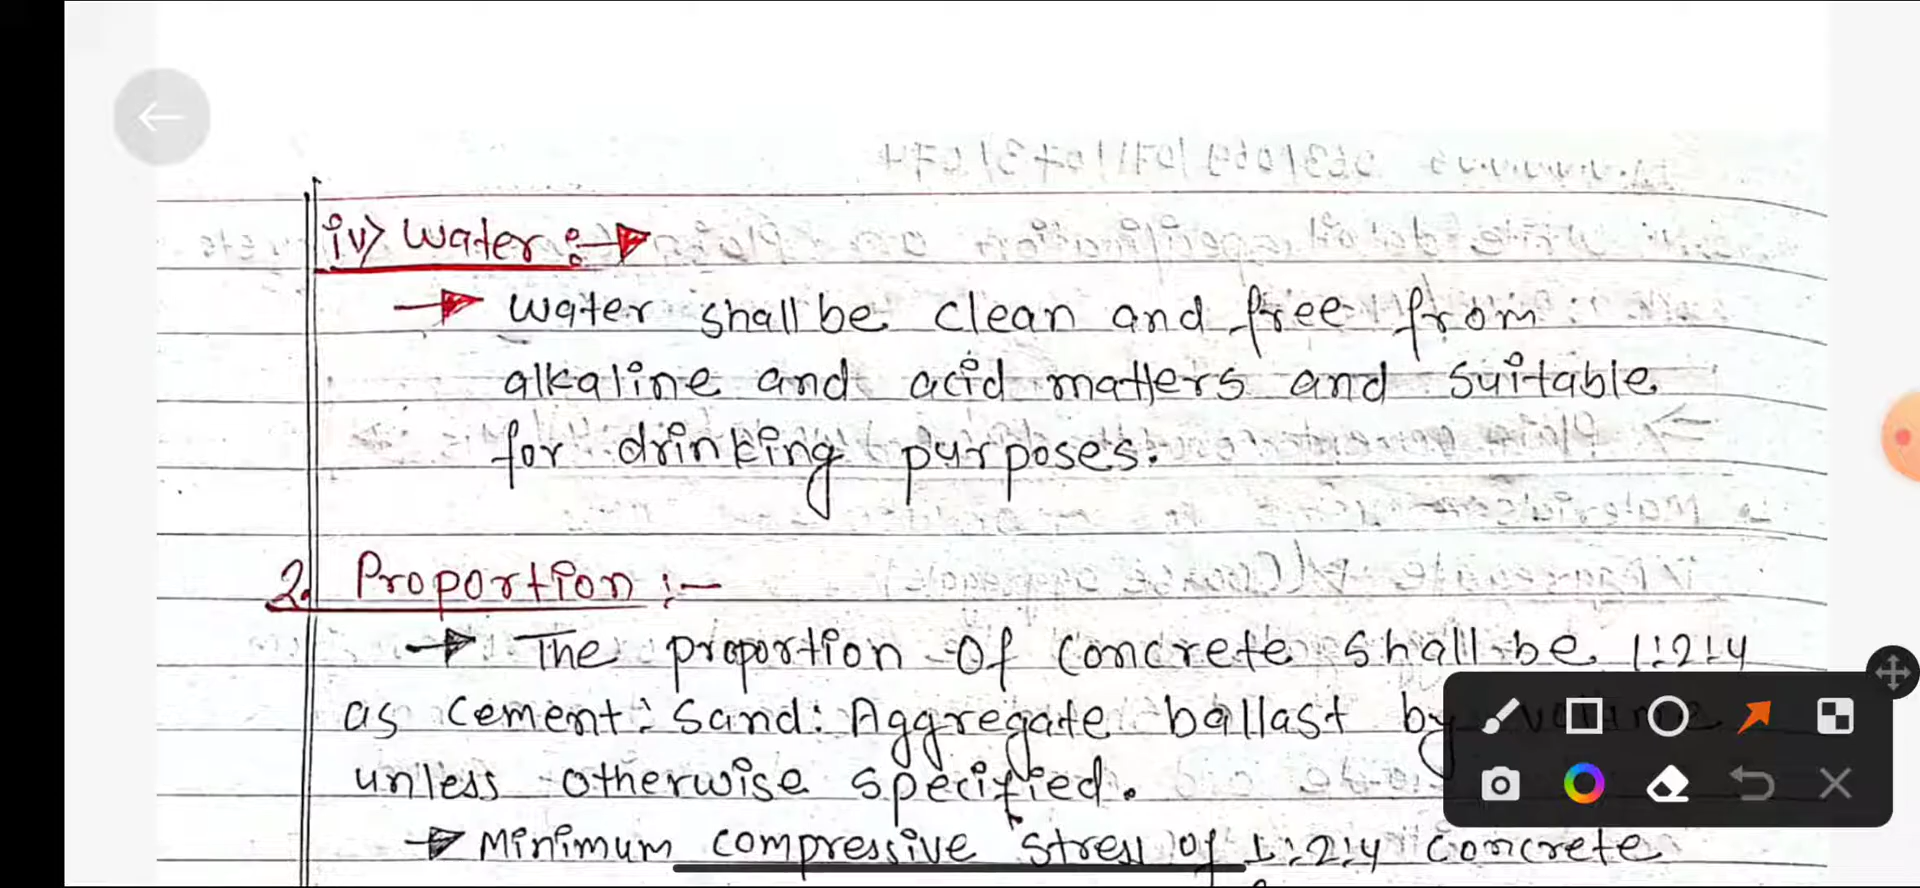 iv) Water :-
Water shall be clean and free from
alkaline and acid matters and suitable
for drinking purposes.
2. Proportion :-
The proportion of concrete shall be 1:2:4
as cement : Sand : Aggregate ballast by volume
unless otherwise specified.
Minimum compressive stress of 1:2:4 concrete